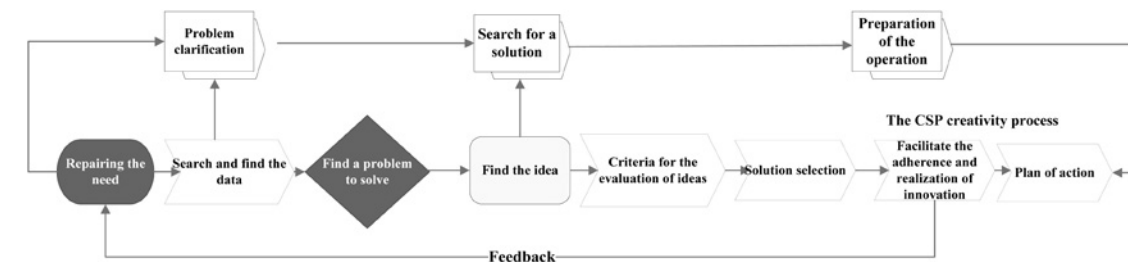 Problem
clarification
Search for a
solution
Preparation
of the
operation
The CSP creativity process
Repairing the
need
Search and find the
data
Find a problem
to solve
Find the idea
Criteria for the
evaluation of ideas
Solution selection
Facilitate the
adherence and
realization of
innovation
Plan of action
Feedback